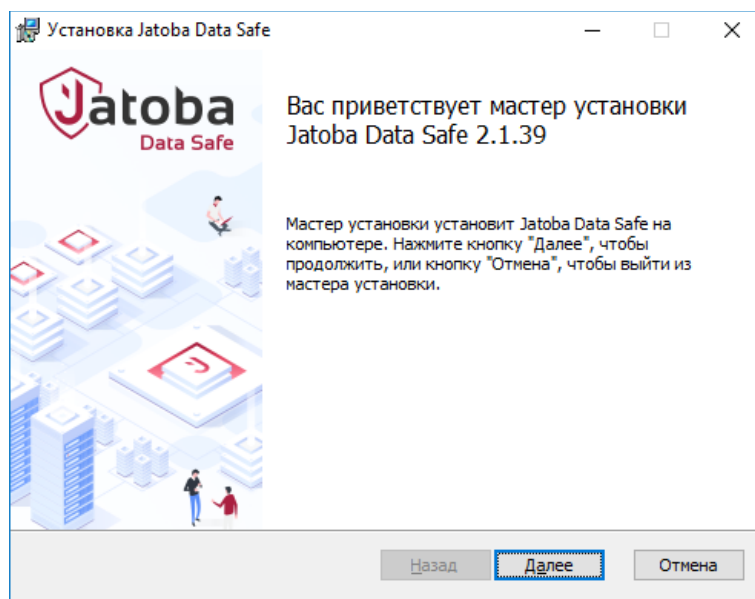 Установка Jatoba Data Safe
Jatoba
Data Safe
Вас приветствует мастер установки
Jatoba Data Safe 2.1.39
Мастер установки установит Jatoba Data Safe на
компьютере. Нажмите кнопку "Далее", чтобы
продолжить, или кнопку "Отмена", чтобы выйти из
мастера установки.
Назад
Далее
Отмена